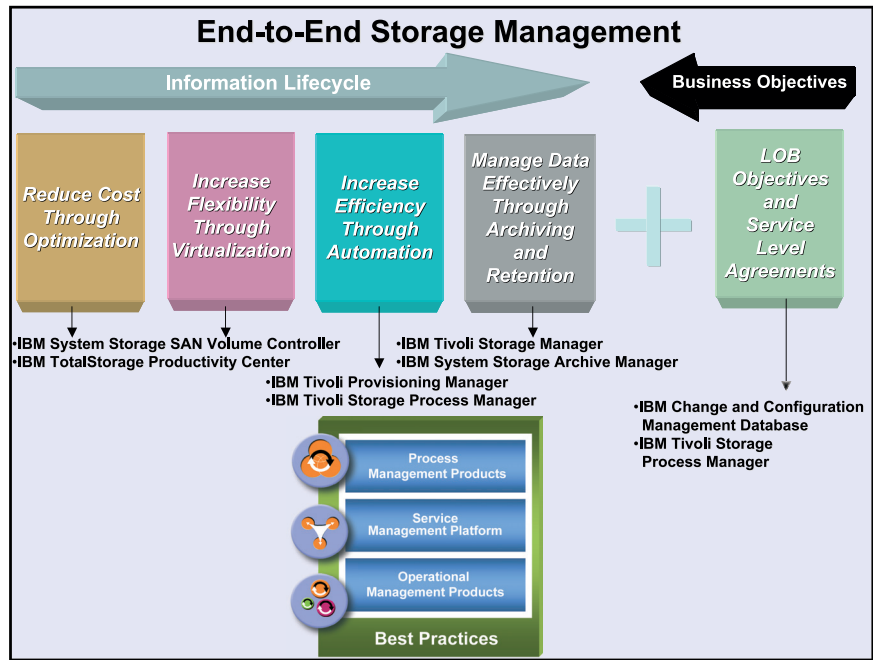 End-to-End Storage Management
Information Lifecycle
Business Objectives
Reduce Cost
Through
Optimization
Increase
Flexibility
Through
Virtualization
Increase
Efficiency
Through
Automation
Manage Data
Effectively
Through
Archiving
and
Retention
LOB
Objectives
and
Service
Level
Agreements
•IBM System Storage SAN Volume Controller
•IBM TotalStorage Productivity Center
•IBM Tivoli Storage Manager
•IBM System Storage Archive Manager
•IBM Tivoli Provisioning Manager
•IBM Tivoli Storage Process Manager
•IBM Change and Configuration
Management Database
•IBM Tivoli Storage
Process Manager
Process
Management Products
Service
Management Platform
Operational
Management Products
Best Practices